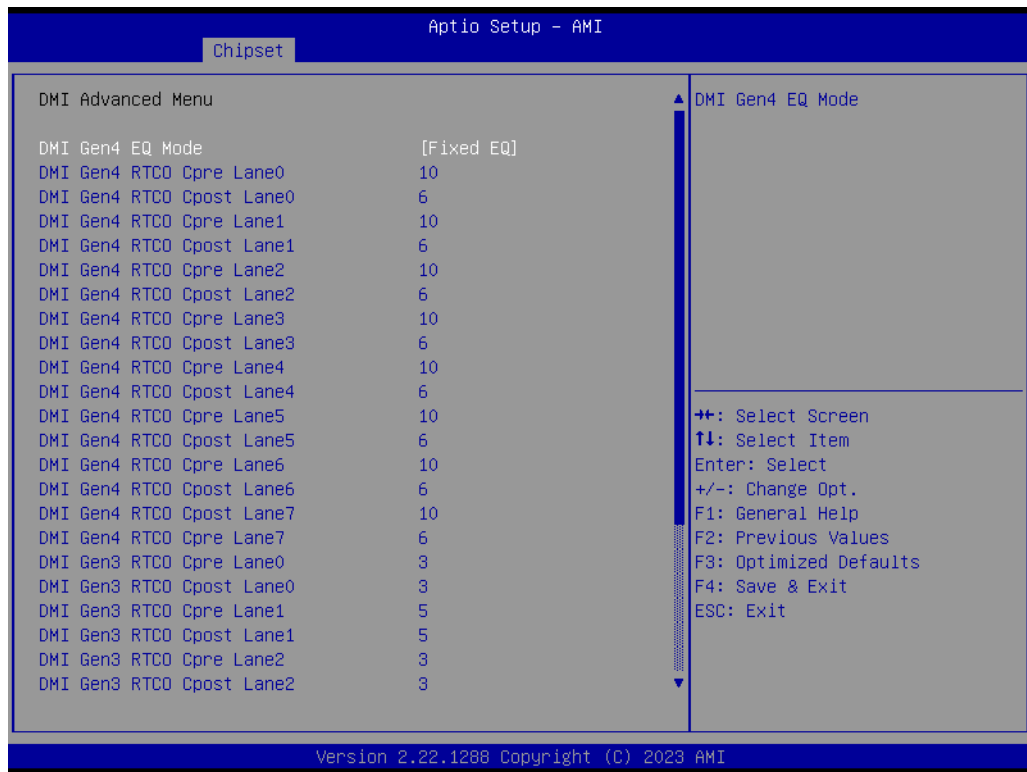 Aptio Setup – AMI
Chipset
DMI Advanced Menu
DMI Gen4 EQ Mode [Fixed EQ]
DMI Gen4 RTCO Cpre Lane0 10
DMI Gen4 RTCO Cpost Lane0 6
DMI Gen4 RTCO Cpre Lane1 10
DMI Gen4 RTCO Cpost Lane1 6
DMI Gen4 RTCO Cpre Lane2 10
DMI Gen4 RTCO Cpost Lane2 6
DMI Gen4 RTCO Cpre Lane3 10
DMI Gen4 RTCO Cpost Lane3 6
DMI Gen4 RTCO Cpre Lane4 10
DMI Gen4 RTCO Cpost Lane4 6
DMI Gen4 RTCO Cpre Lane5 10
DMI Gen4 RTCO Cpost Lane5 6
DMI Gen4 RTCO Cpre Lane6 10
DMI Gen4 RTCO Cpost Lane6 6
DMI Gen4 RTCO Cpost Lane7 10
DMI Gen4 RTCO Cpre Lane7 6
DMI Gen3 RTCO Cpre Lane0 3
DMI Gen3 RTCO Cpost Lane0 3
DMI Gen3 RTCO Cpre Lane1 5
DMI Gen3 RTCO Cpost Lane1 5
DMI Gen3 RTCO Cpre Lane2 3
DMI Gen3 RTCO Cpost Lane2 3
DMI Gen4 EQ Mode
→←: Select Screen
↑↓: Select Item
Enter: Select
+/-: Change Opt.
F1: General Help
F2: Previous Values
F3: Optimized Defaults
F4: Save & Exit
ESC: Exit
Version 2.22.1288 Copyright (C) 2023 AMI